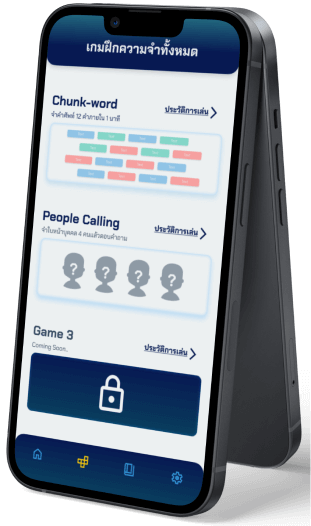 เกมฝึกความจำทั้งหมด
Chunk-word
ประวัติการเล่น
จำคำศัพท์ 12 คำภายใน 1 นาที
People Calling
ประวัติการเล่น
จำใบหน้าบุคคล 4 คนแล้วตอบคำถาม
? ? ? ?
Game 3
ประวัติการเล่น
Coming Soon..